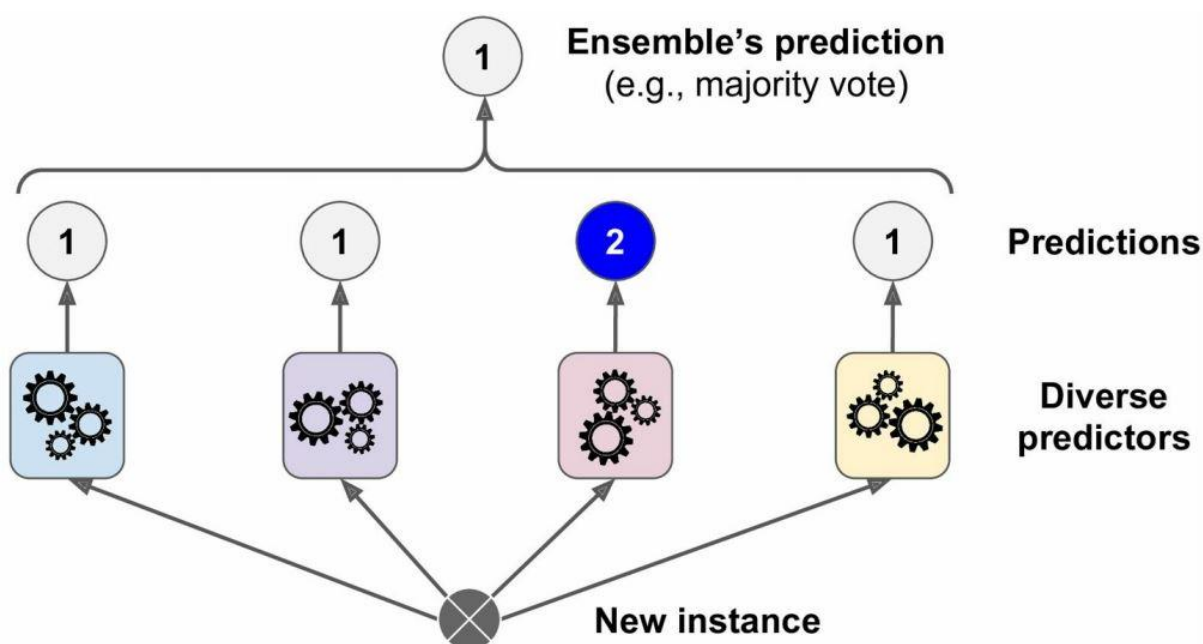 1
Ensemble’s prediction
(e.g., majority vote)
1
1
2
1
Predictions
Diverse
predictors
New instance